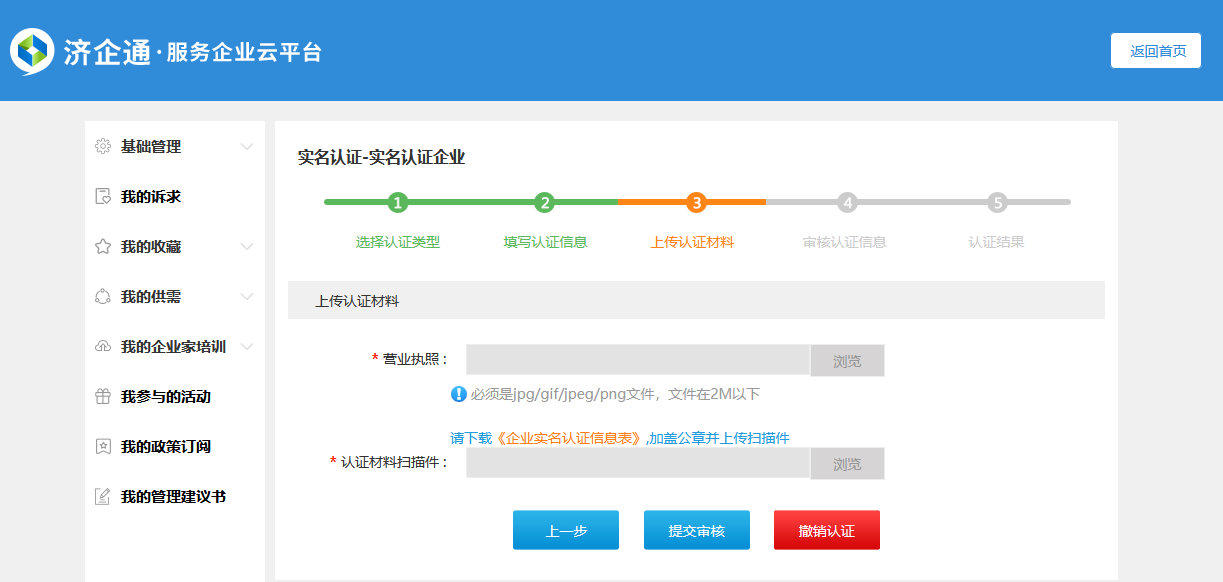 济企通·服务企业云平台
返回首页
基础管理
我的诉求
我的收藏
我的供需
我的企业家培训
我参与的活动
我的政策订阅
我的管理建议书
实名认证-实名认证企业
1 2 3 4 5
选择认证类型 填写认证信息 上传认证材料 审核认证信息 认证结果
上传认证材料
* 营业执照： 浏览
必须是jpg/gif/jpeg/png文件，文件在2M以下
请下载《企业实名认证信息表》,加盖公章并上传扫描件
* 认证材料扫描件： 浏览
上一步 提交审核 撤销认证